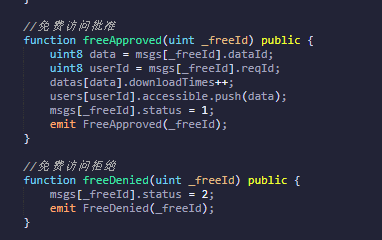 //免费访问批准
function freeApproved(uint _freeId) public {
uint8 data = msgs[_freeId].dataId;
uint8 userId = msgs[_freeId].reqId;
datas[data].downloadTimes++;
users[userId].accessible.push(data);
msgs[_freeId].status = 1;
emit FreeApproved(_freeId);
}
//免费访问拒绝
function freeDenied(uint _freeId) public {
msgs[_freeId].status = 2;
emit FreeDenied(_freeId);
}